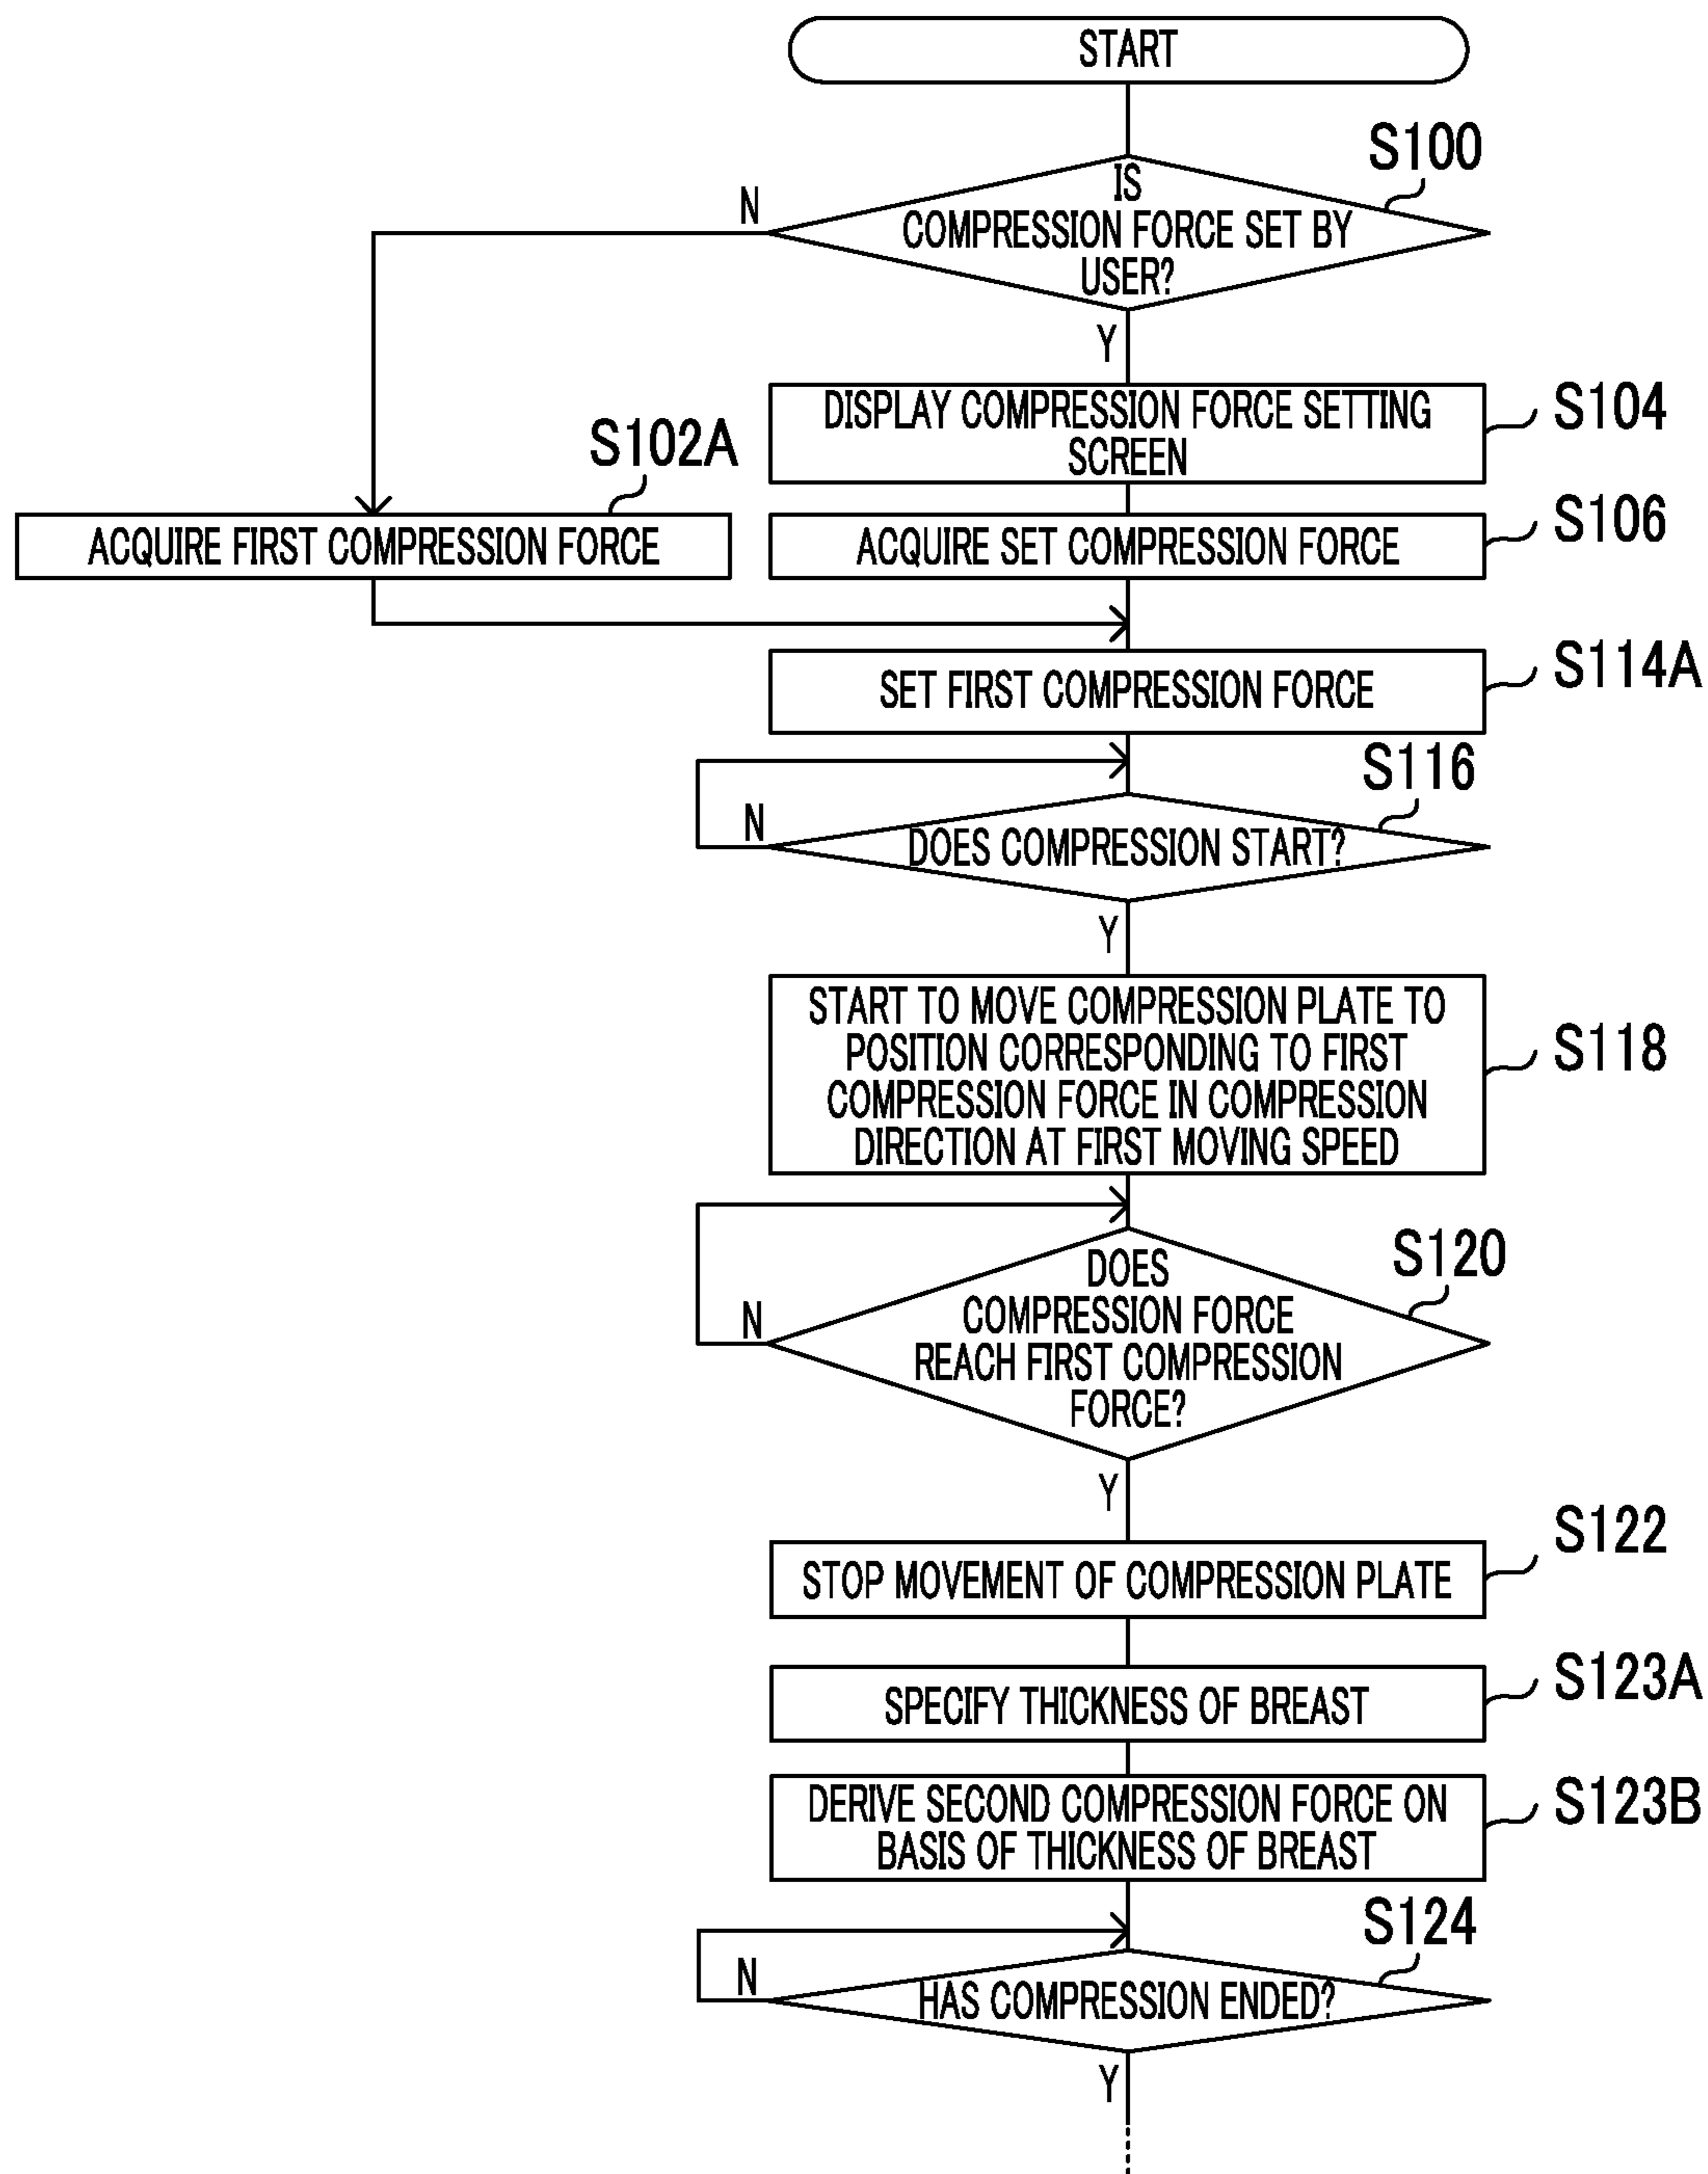 START
S100
IS
COMPRESSION FORCE SET BY
USER?
N
Y
DISPLAY COMPRESSION FORCE SETTING
SCREEN
S104
S102A
ACQUIRE FIRST COMPRESSION FORCE
ACQUIRE SET COMPRESSION FORCE
S106
SET FIRST COMPRESSION FORCE
S114A
S116
N
DOES COMPRESSION START?
Y
START TO MOVE COMPRESSION PLATE TO
POSITION CORRESPONDING TO FIRST
COMPRESSION FORCE IN COMPRESSION
DIRECTION AT FIRST MOVING SPEED
S118
S120
DOES
COMPRESSION FORCE
REACH FIRST COMPRESSION
FORCE?
N
Y
STOP MOVEMENT OF COMPRESSION PLATE
S122
SPECIFY THICKNESS OF BREAST
S123A
DERIVE SECOND COMPRESSION FORCE ON
BASIS OF THICKNESS OF BREAST
S123B
S124
N
HAS COMPRESSION ENDED?
Y